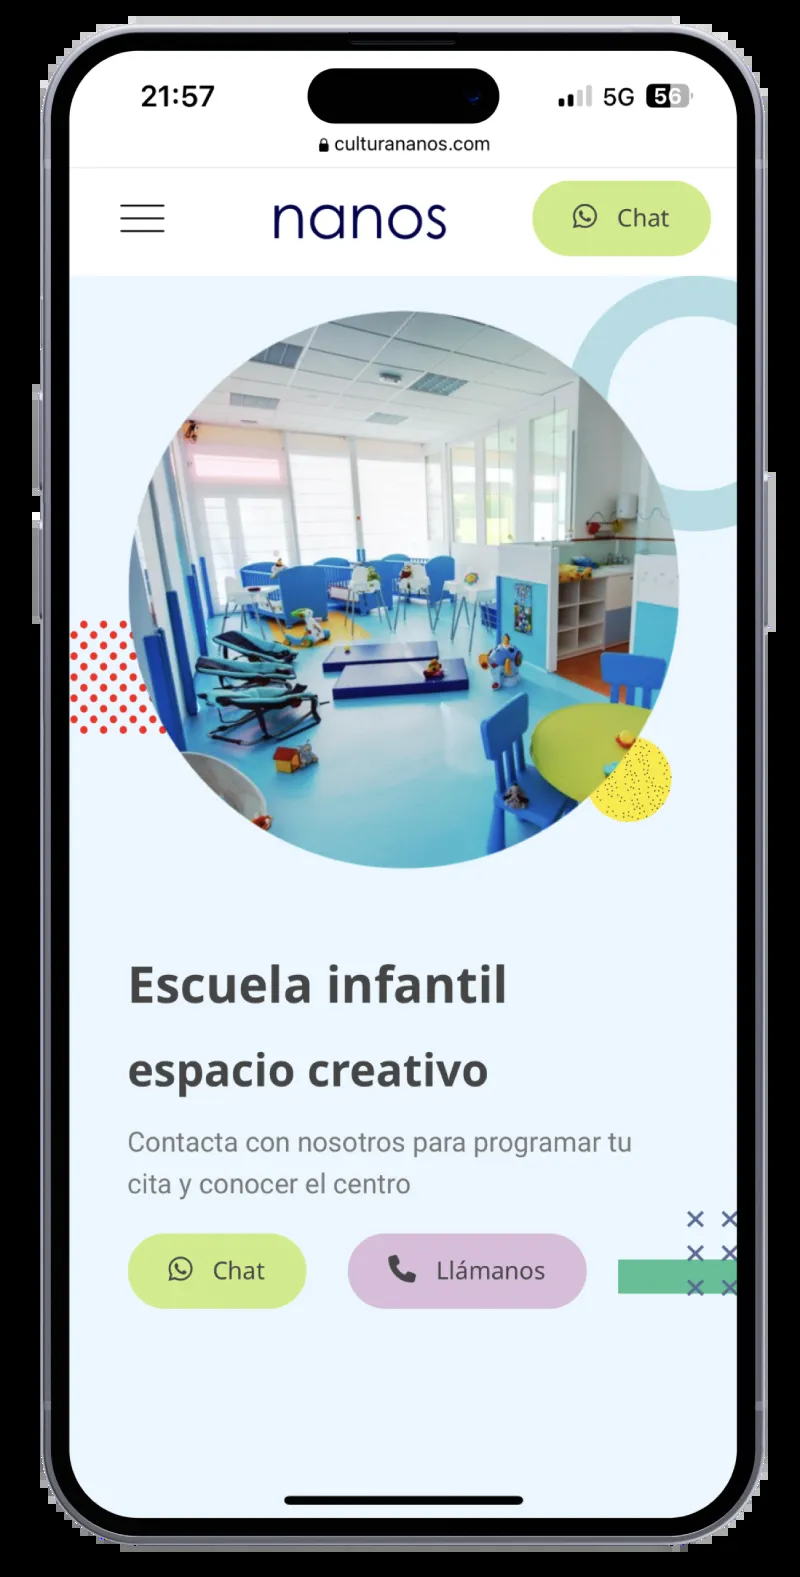 21:57
5G
56
culturananos.com
nanos
Chat
Escuela infantil
espacio creativo
Contacta con nosotros para programar tu
cita y conocer el centro
Chat
Llámanos